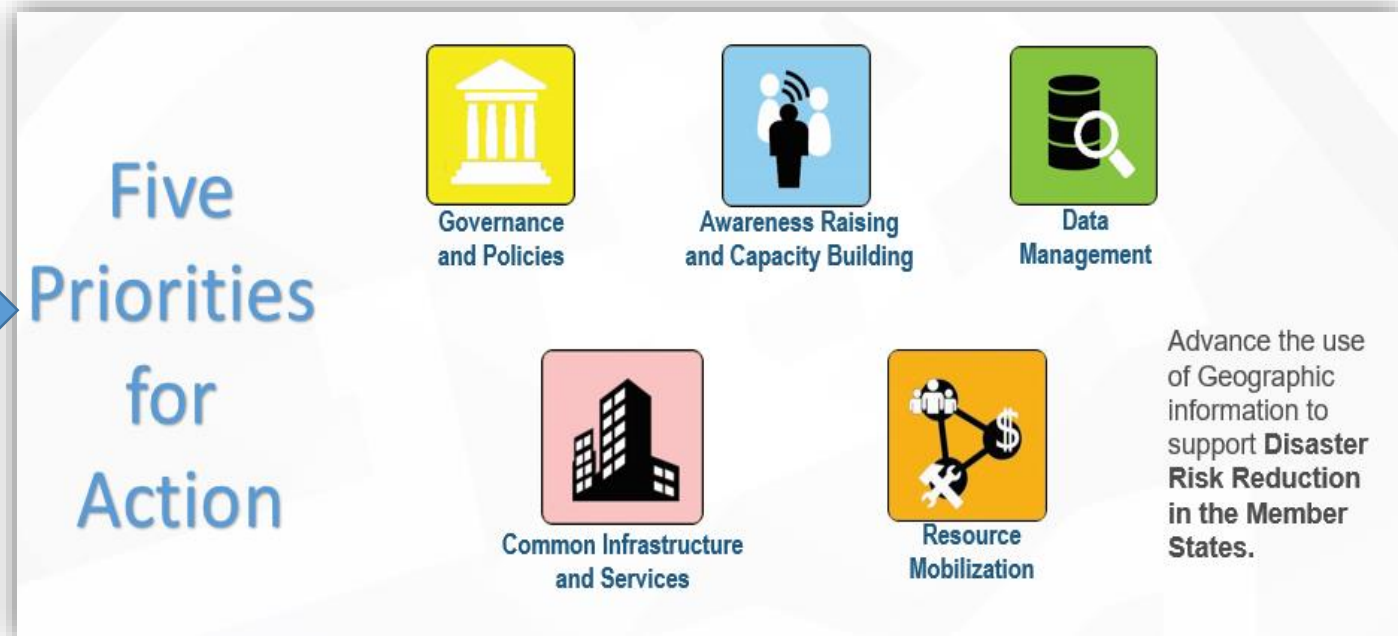 Five
Priorities
for
Action
Governance
and Policies
Awareness Raising
and Capacity Building
Data
Management
Common Infrastructure
and Services
$
Resource
Mobilization
Advance the use
of Geographic
information to
support Disaster
Risk Reduction
in the Member
States.